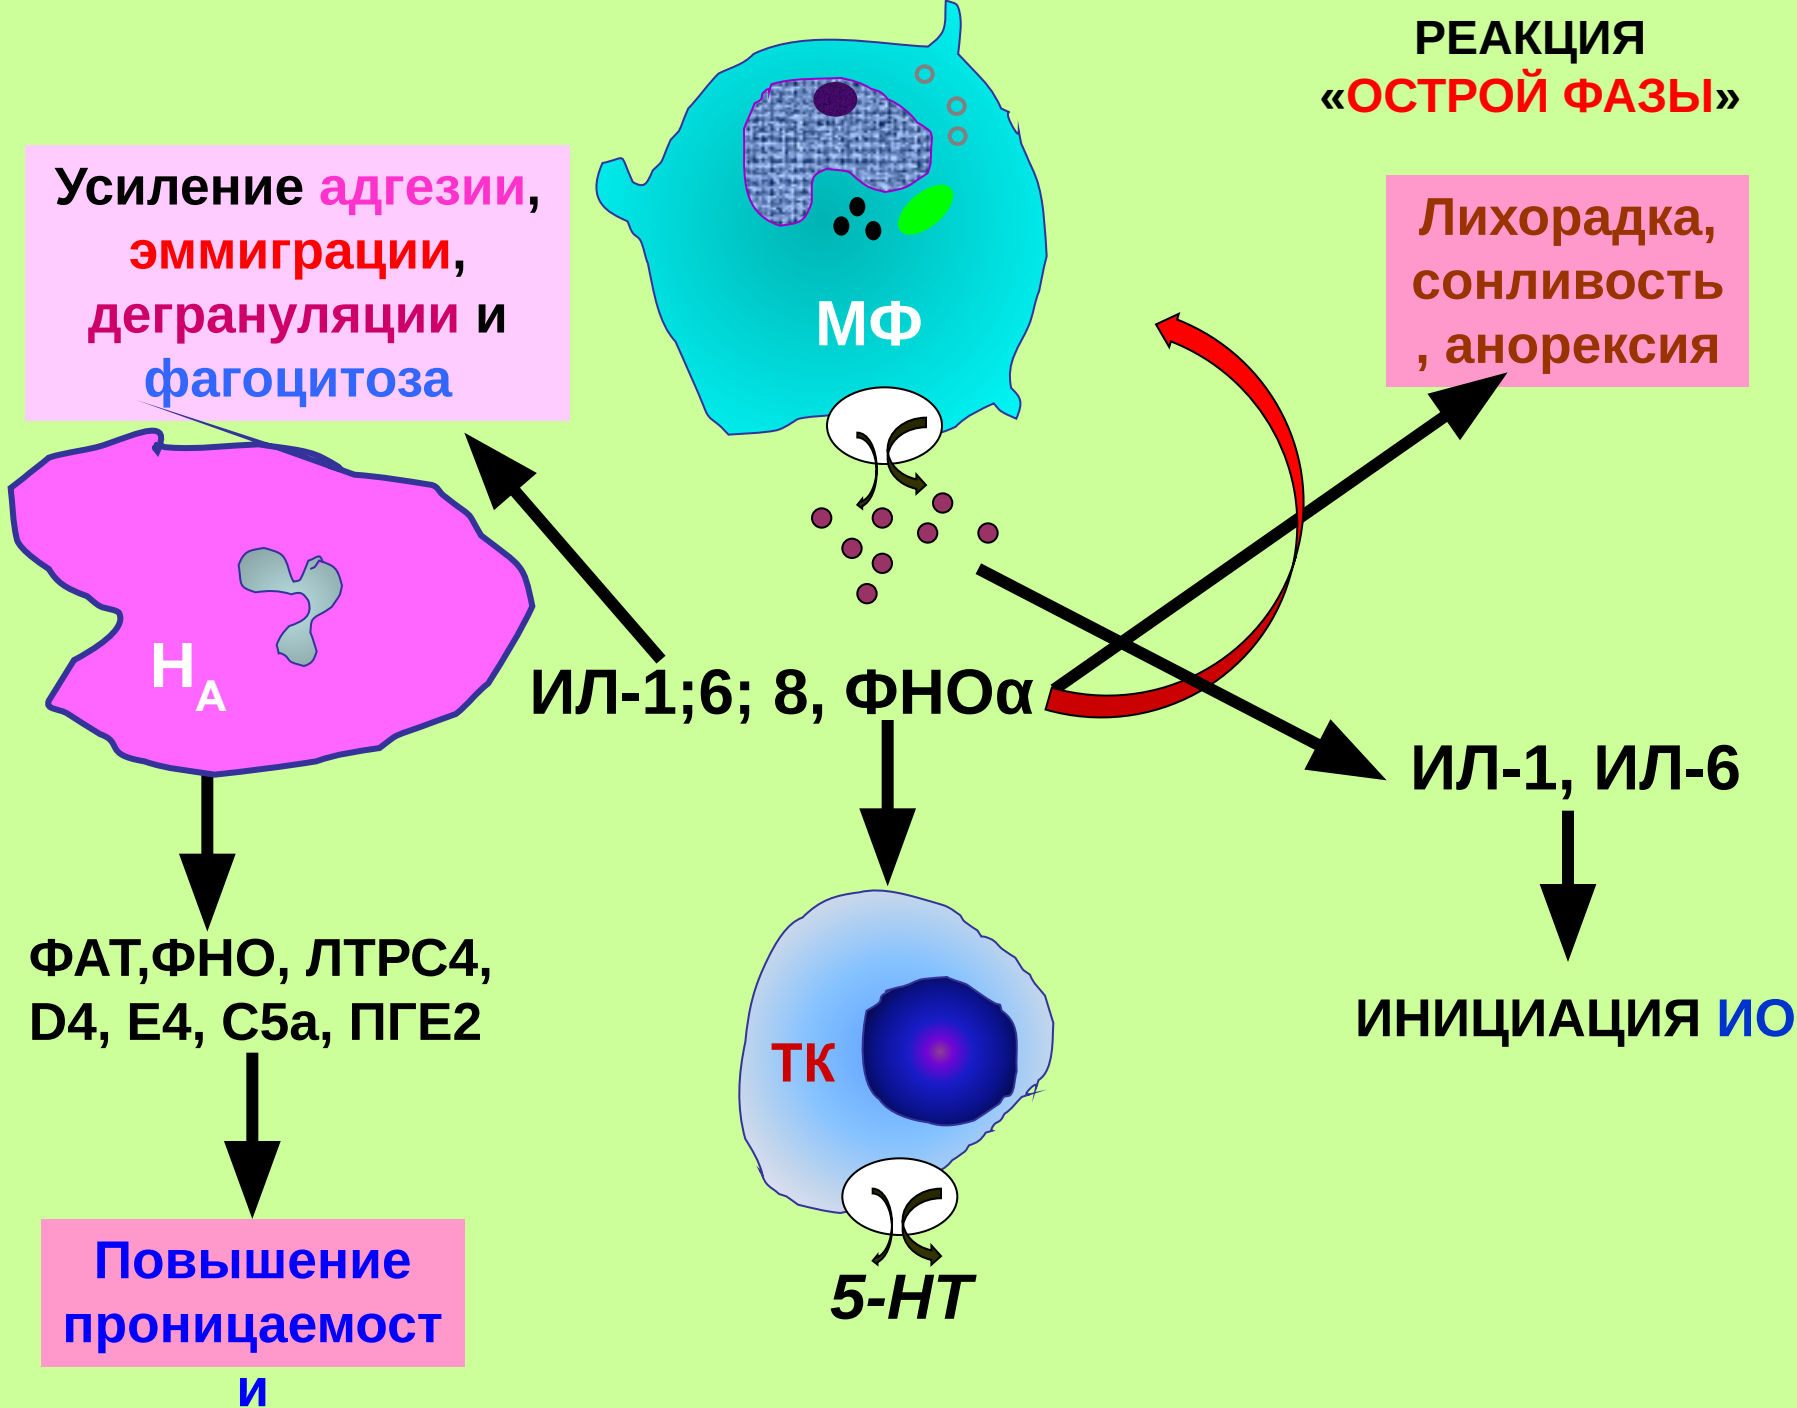 РЕАКЦИЯ
«ОСТРОЙ ФАЗЫ»
Усиление адгезии,
эммиграции,
дегрануляции и
фагоцитоза
Лихорадка,
сонливость
, анорексия
МФ
НА
ИЛ-1;6; 8, ФНОα
ИЛ-1, ИЛ-6
ФАТ,ФНО, ЛТРС4,
D4, E4, C5a, ПГЕ2
ИНИЦИАЦИЯ ИО
ТК
Повышение
проницаемост
и
5-НТ